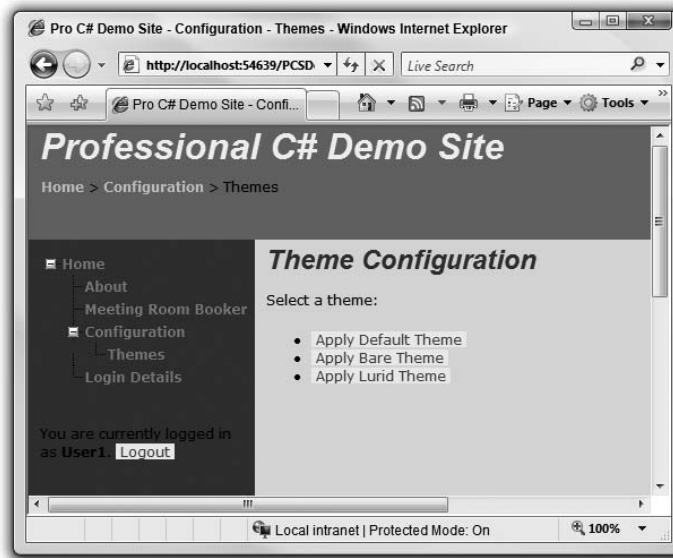 Pro C# Demo Site - Configuration - Themes - Windows Internet Explorer
http://localhost:54639/PCSD
Live Search
Pro C# Demo Site - Confi...
Page
Tools
Professional C# Demo Site
Home > Configuration > Themes
Home
About
Meeting Room Booker
Configuration
Themes
Login Details
You are currently logged in
as User1. Logout
Theme Configuration
Select a theme:
• Apply Default Theme
• Apply Bare Theme
• Apply Lurid Theme
Local intranet | Protected Mode: On
100%